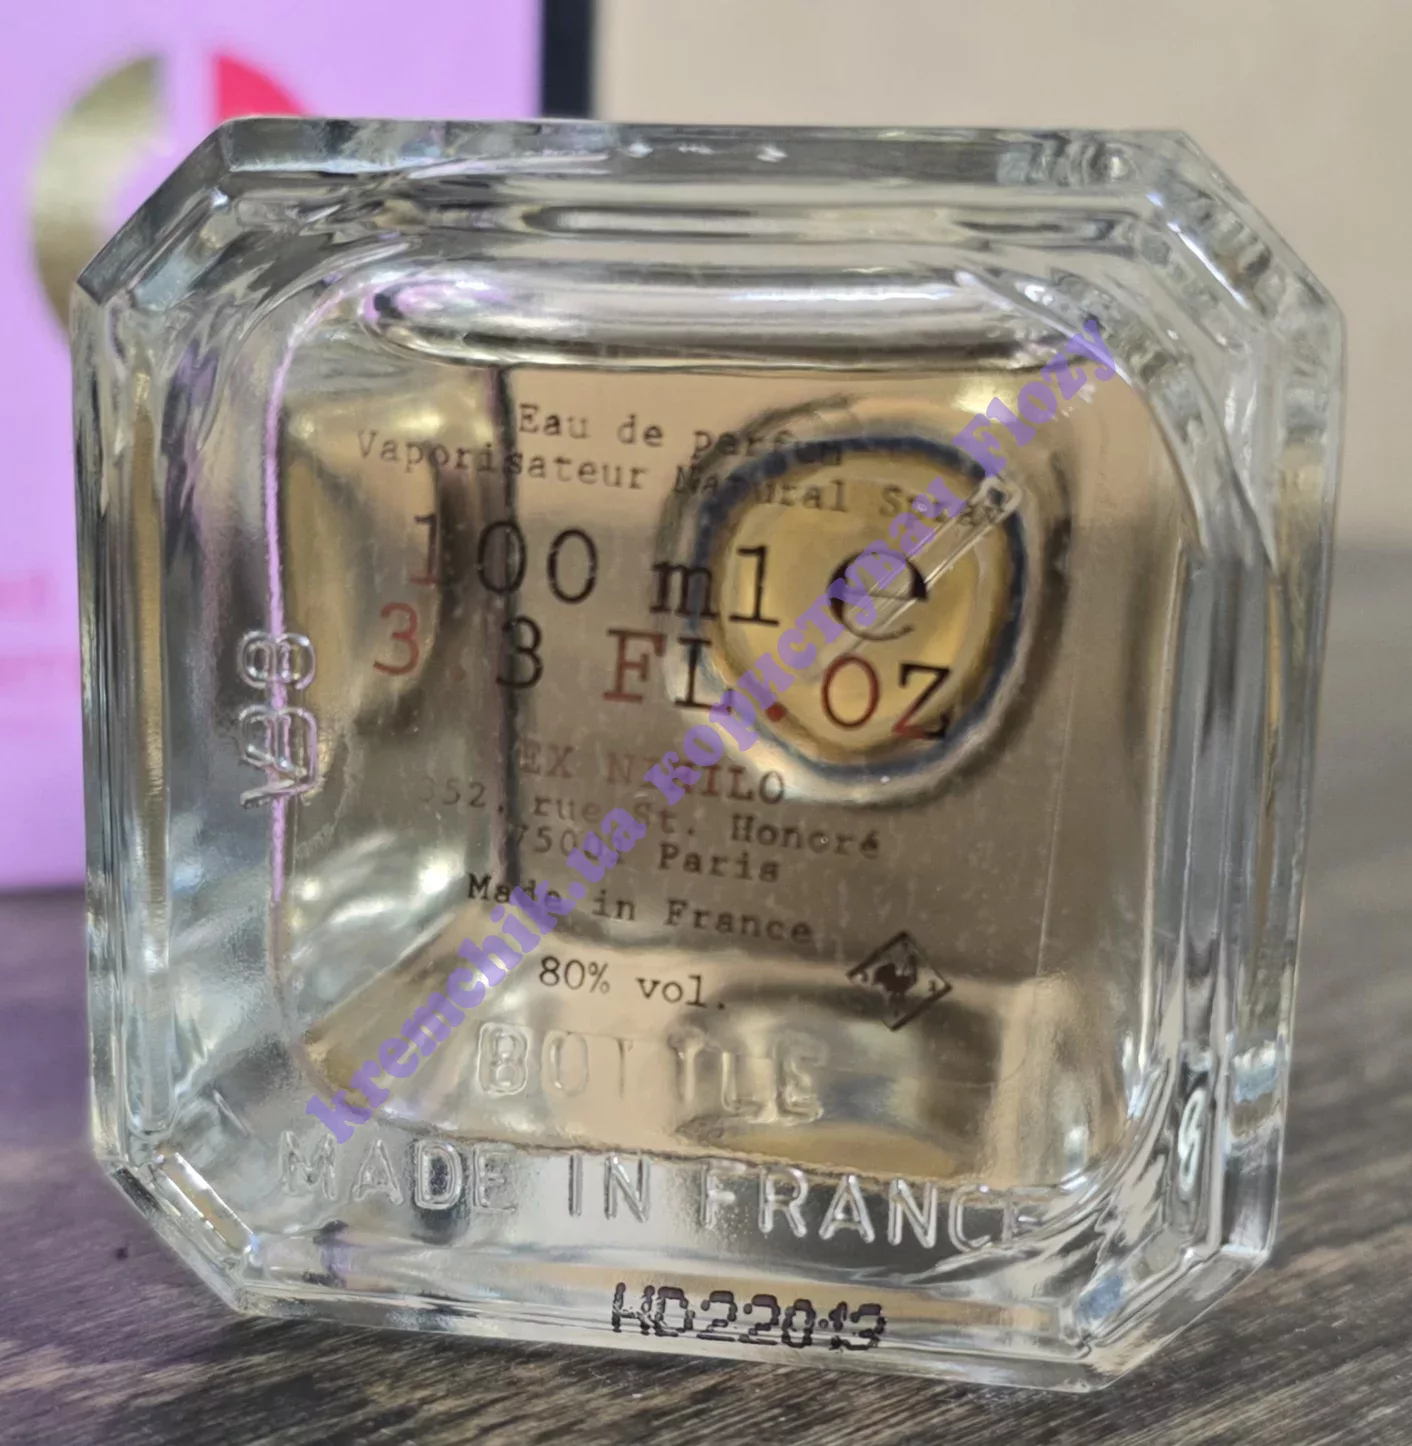 Eau de parfum
Vaporisateur Natural Spray
100 ml e
3.3 FL.OZ
EX NIHILO
352, rue St. Honoré
75001 Paris
Made in France
80% vol.
BOTTLE
MADE IN FRANCE
HD22013
kremchik.ua користувач Flozy